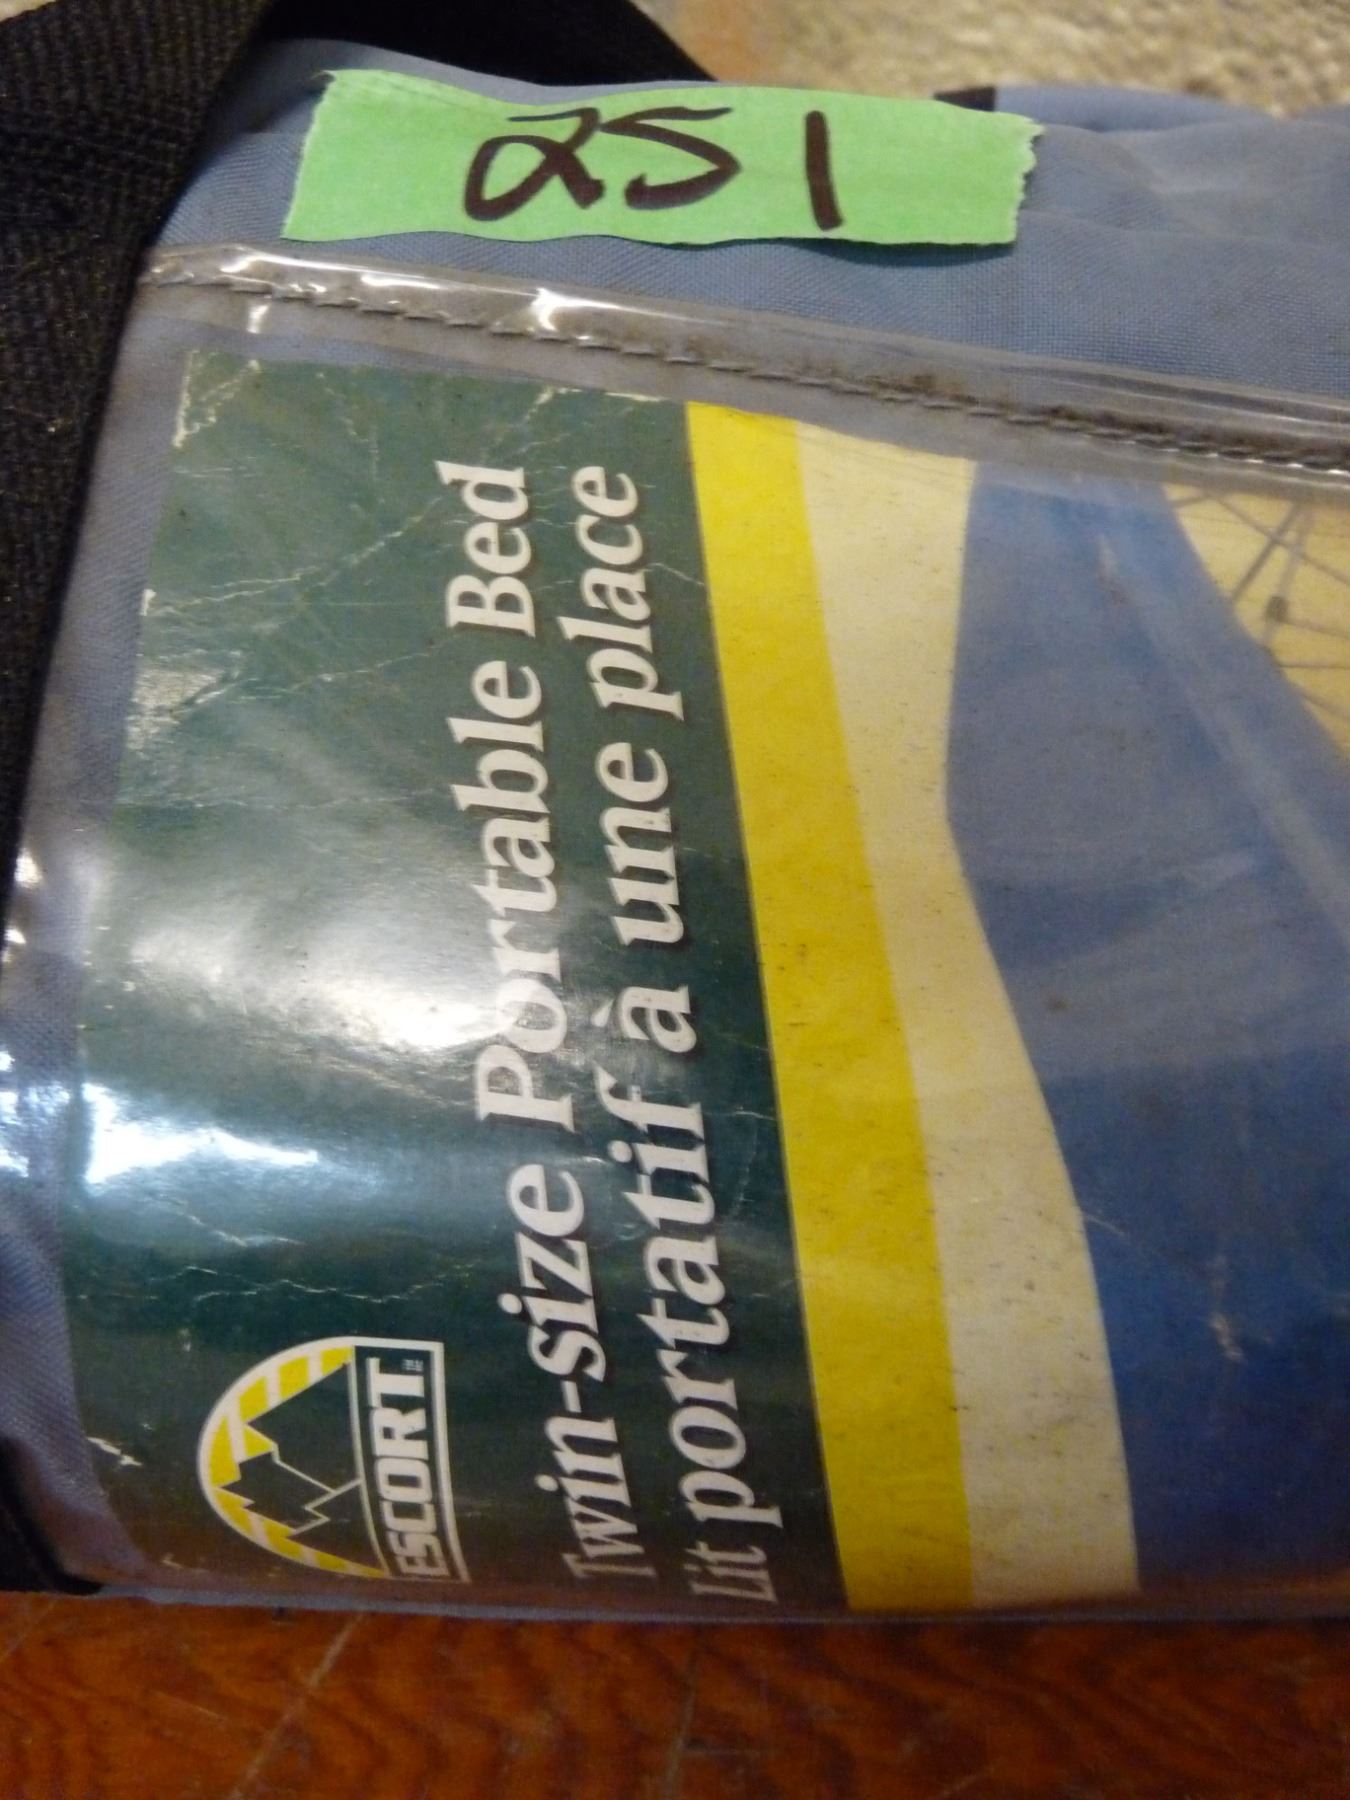 251
Twin-size Portable Bed
Lit portatif à une place
ESCORT